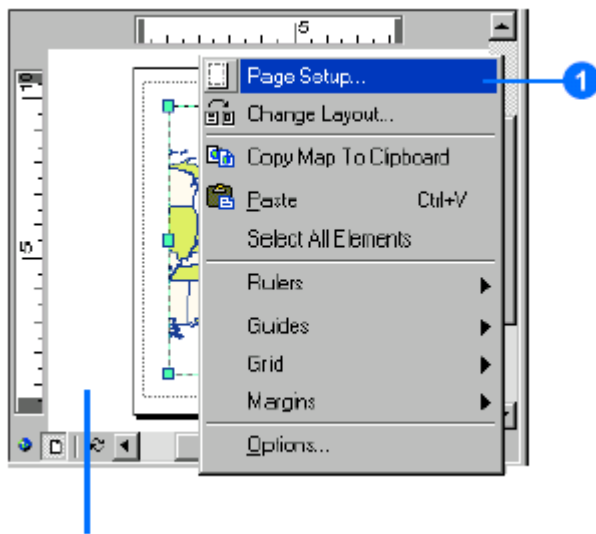 5
Page Setup...
1
Change Layout...
Copy Map To Clipboard
Paste Ctrl+V
Select All Elements
5
Rulers
Guides
Grid
Margins
Options...